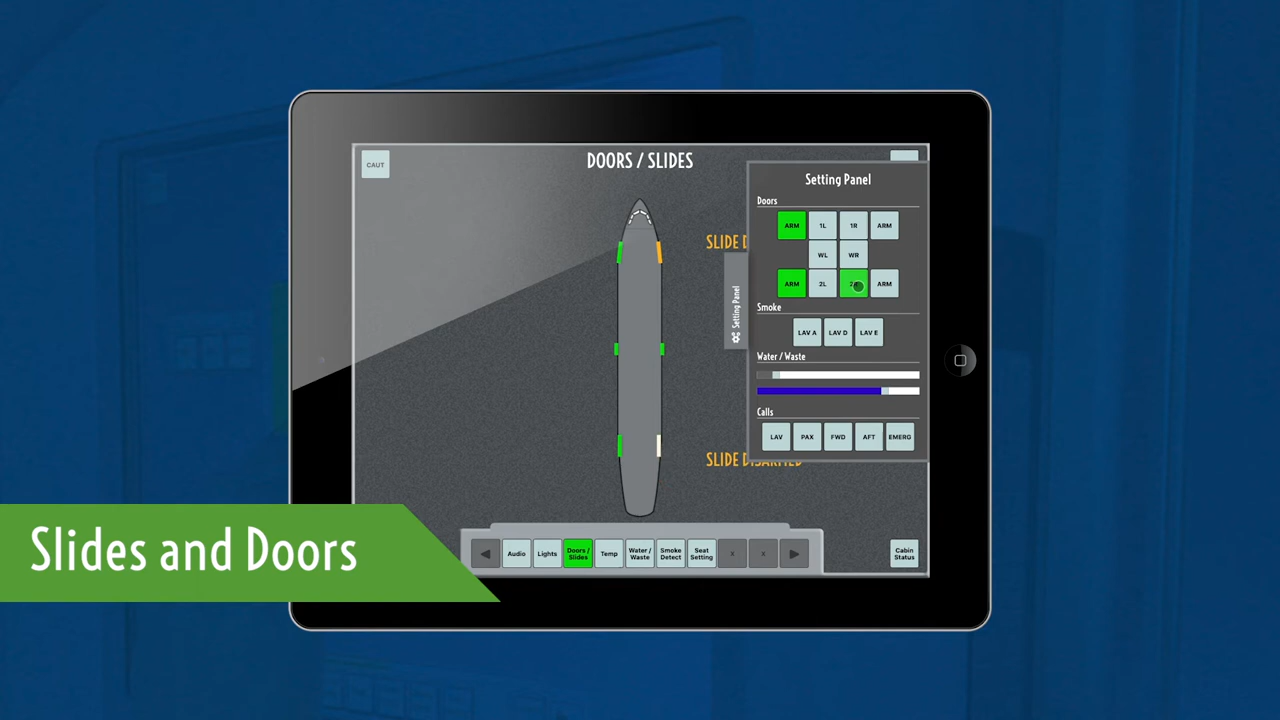 CAUT
DOORS / SLIDES
Setting Panel
Doors
ARM 1L 1R ARM
SLIDE
WL WR
ARM 2L ARM
Setting Panel
Smoke
LAV A LAV D LAV E
Water / Waste
Calls
LAV PAX FWD AFT EMERG
SLIDE DISARMED
Slides and Doors
Audio
Lights
Doors /
Slides
Temp
Water /
Waste
Smoke
Detect
Seat
Setting
x
x
Cabin
Status